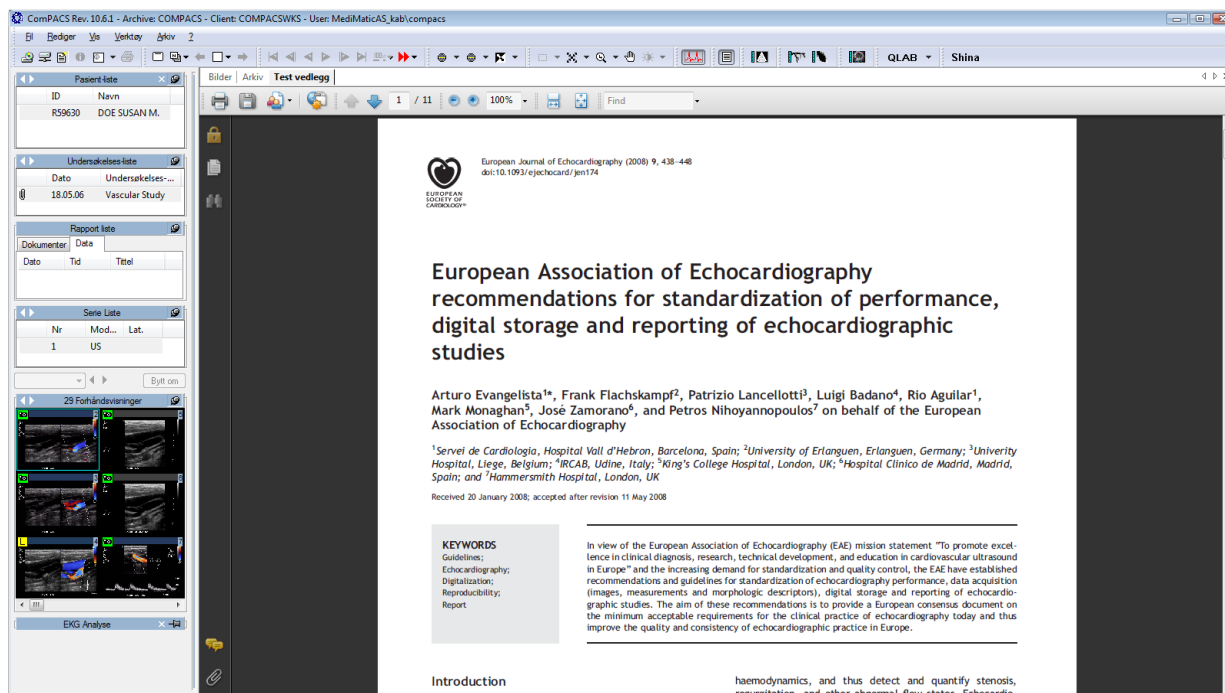 ComPACS Rev. 10.6.1 - Archive: COMPACS - Client: COMPACSWKS - User: MediMaticAS_kab\compacs
Fil Rediger Vis Verktøy Arkiv ?
QLAB Shina
Pasient-liste
ID Navn
R59630 DOE SUSAN M.
Undersøkelses-liste
Dato Undersøkelses-...
18.05.06 Vascular Study
Rapport liste
Dokumenter Data
Dato Tid Tittel
Serie Liste
Nr Mod... Lat.
1 US
Bytt om
29 Forhåndsvisninger
EKG Analyse
Bilder Arkiv Test vedlegg
1 / 11 100% Find
EUROPEAN
SOCIETY OF
CARDIOLOGY®
European Journal of Echocardiography (2008) 9, 438–448
doi:10.1093/ejechocard/jen174
European Association of Echocardiography
recommendations for standardization of performance,
digital storage and reporting of echocardiographic
studies
Arturo Evangelista1*, Frank Flachskampf2, Patrizio Lancellotti3, Luigi Badano4, Rio Aguilar1,
Mark Monaghan5, José Zamorano6, and Petros Nihoyannopoulos7 on behalf of the European
Association of Echocardiography
1Servei de Cardiologia, Hospital Vall d'Hebron, Barcelona, Spain; 2University of Erlanguen, Erlanguen, Germany; 3Univerity
Hospital, Liege, Belgium; 4IRCAB, Udine, Italy; 5King's College Hospital, London, UK; 6Hospital Clinico de Madrid, Madrid,
Spain; and 7Hammersmith Hospital, London, UK
Received 20 January 2008; accepted after revision 11 May 2008
KEYWORDS
Guidelines;
Echocardiography;
Digitalization;
Reproducibility;
Report
In view of the European Association of Echocardiography (EAE) mission statement "To promote excel-
lence in clinical diagnosis, research, technical development, and education in cardiovascular ultrasound
in Europe" and the increasing demand for standardization and quality control, the EAE have established
recommendations and guidelines for standardization of echocardiography performance, data acquisition
(images, measurements and morphologic descriptors), digital storage and reporting of echocardio-
graphic studies. The aim of these recommendations is to provide a European consensus document on
the minimum acceptable requirements for the clinical practice of echocardiography today and thus
improve the quality and consistency of echocardiographic practice in Europe.
Introduction
haemodynamics, and thus detect and quantify stenosis,
regurgitation, and other abnormal flow states. Echocardio-